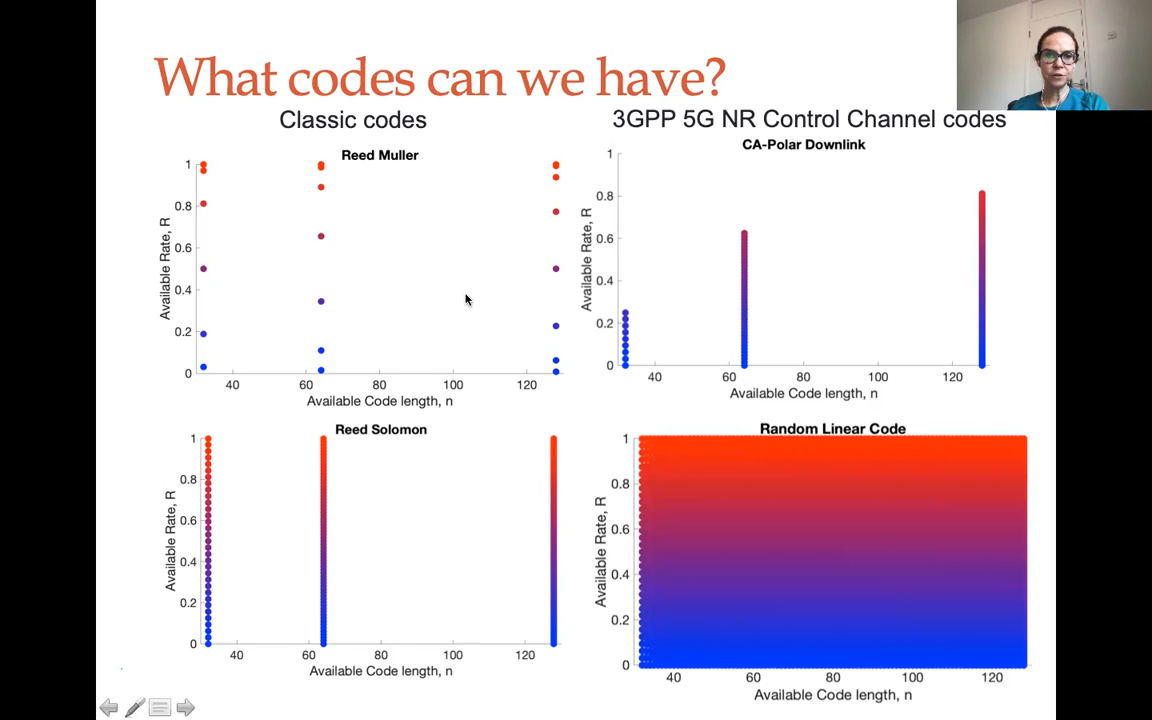 What codes can we have?
Classic codes
3GPP 5G NR Control Channel codes
Reed Muller
1
0.8
0.6
0.4
0.2
0
Available Rate, R
40 60 80 100 120
Available Code length, n
CA-Polar Downlink
1
0.8
0.6
0.4
0.2
0
Available Rate, R
40 60 80 100 120
Available Code length, n
Reed Solomon
1
0.8
0.6
0.4
0.2
0
Available Rate, R
40 60 80 100 120
Available Code length, n
Random Linear Code
1
0.8
0.6
0.4
0.2
0
Available Rate, R
40 60 80 100 120
Available Code length, n